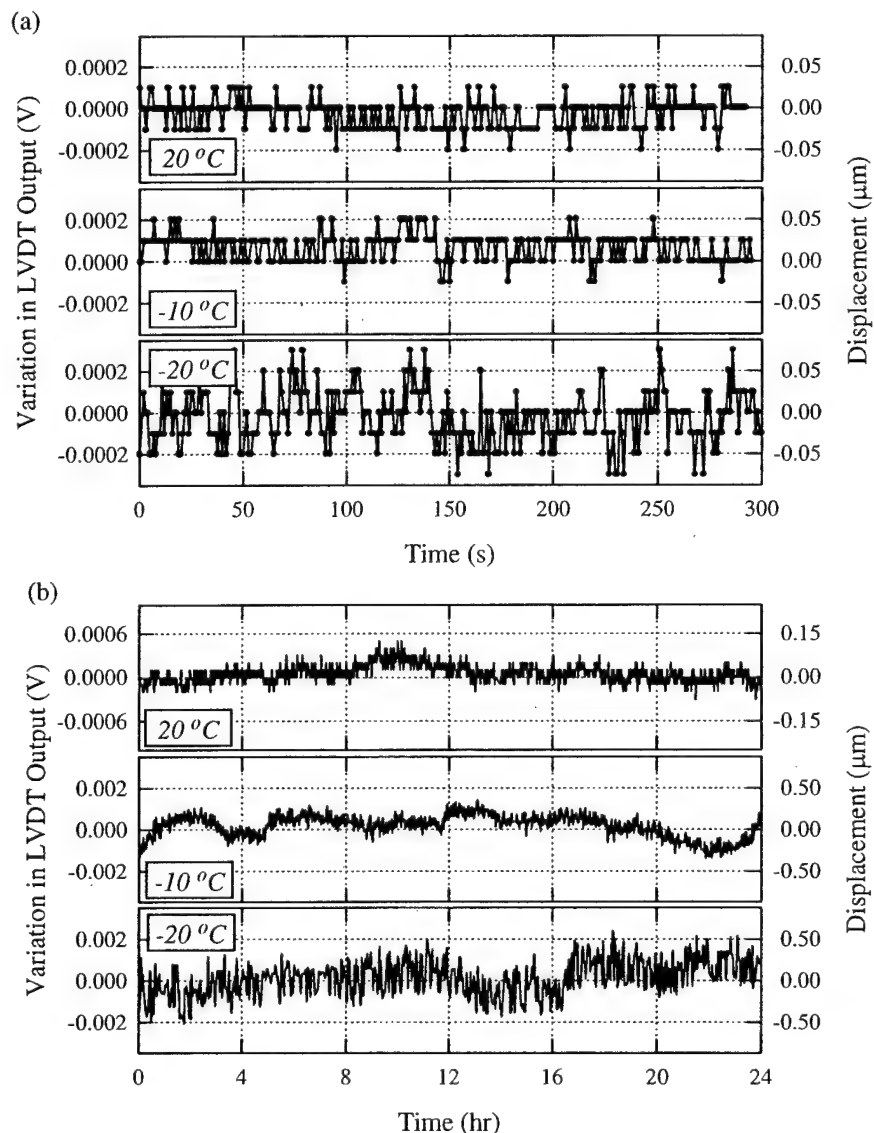 (a)
Variation in LVDT Output (V)
0.0002
0.0000
-0.0002
20 °C
0.05
0.00
-0.05
0.0002
0.0000
-0.0002
-10 °C
0.05
0.00
-0.05
Displacement (µm)
0.0002
0.0000
-0.0002
-20 °C
0.05
0.00
-0.05
0 50 100 150 200 250 300
Time (s)
(b)
Variation in LVDT Output (V)
0.0006
0.0000
-0.0006
20 °C
0.15
0.00
-0.15
0.002
0.000
-0.002
-10 °C
0.50
0.00
-0.50
Displacement (µm)
0.002
0.000
-0.002
-20 °C
0.50
0.00
-0.50
0 4 8 12 16 20 24
Time (hr)